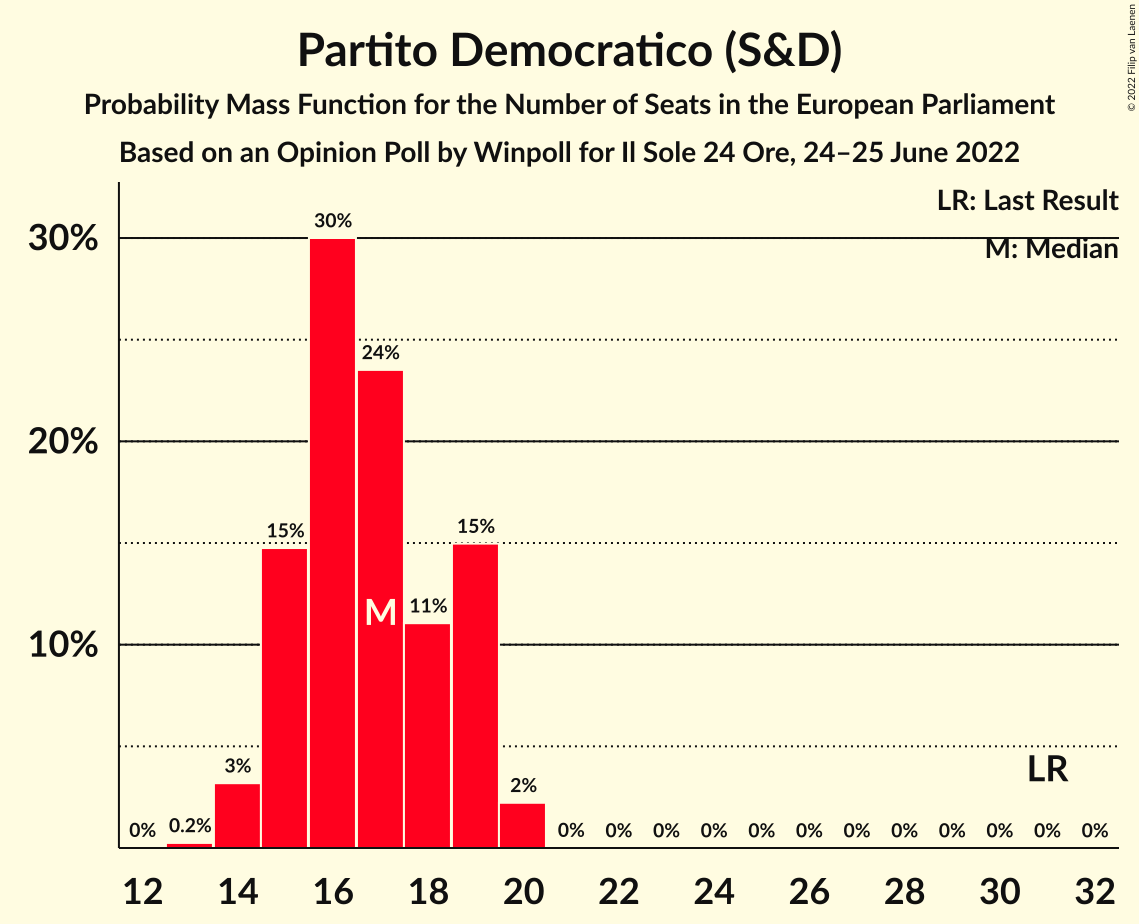 Partito Democratico (S&D)
Probability Mass Function for the Number of Seats in the European Parliament
Based on an Opinion Poll by Winpoll for Il Sole 24 Ore, 24–25 June 2022
© 2022 Filip van Laenen
LR: Last Result
M: Median
30%
20%
10%
0% 0.2% 3% 15% 30% 24% 11% 15% 2% 0% 0% 0% 0% 0% 0% 0% 0% 0% 0% 0% 0%
M
LR
12 14 16 18 20 22 24 26 28 30 32